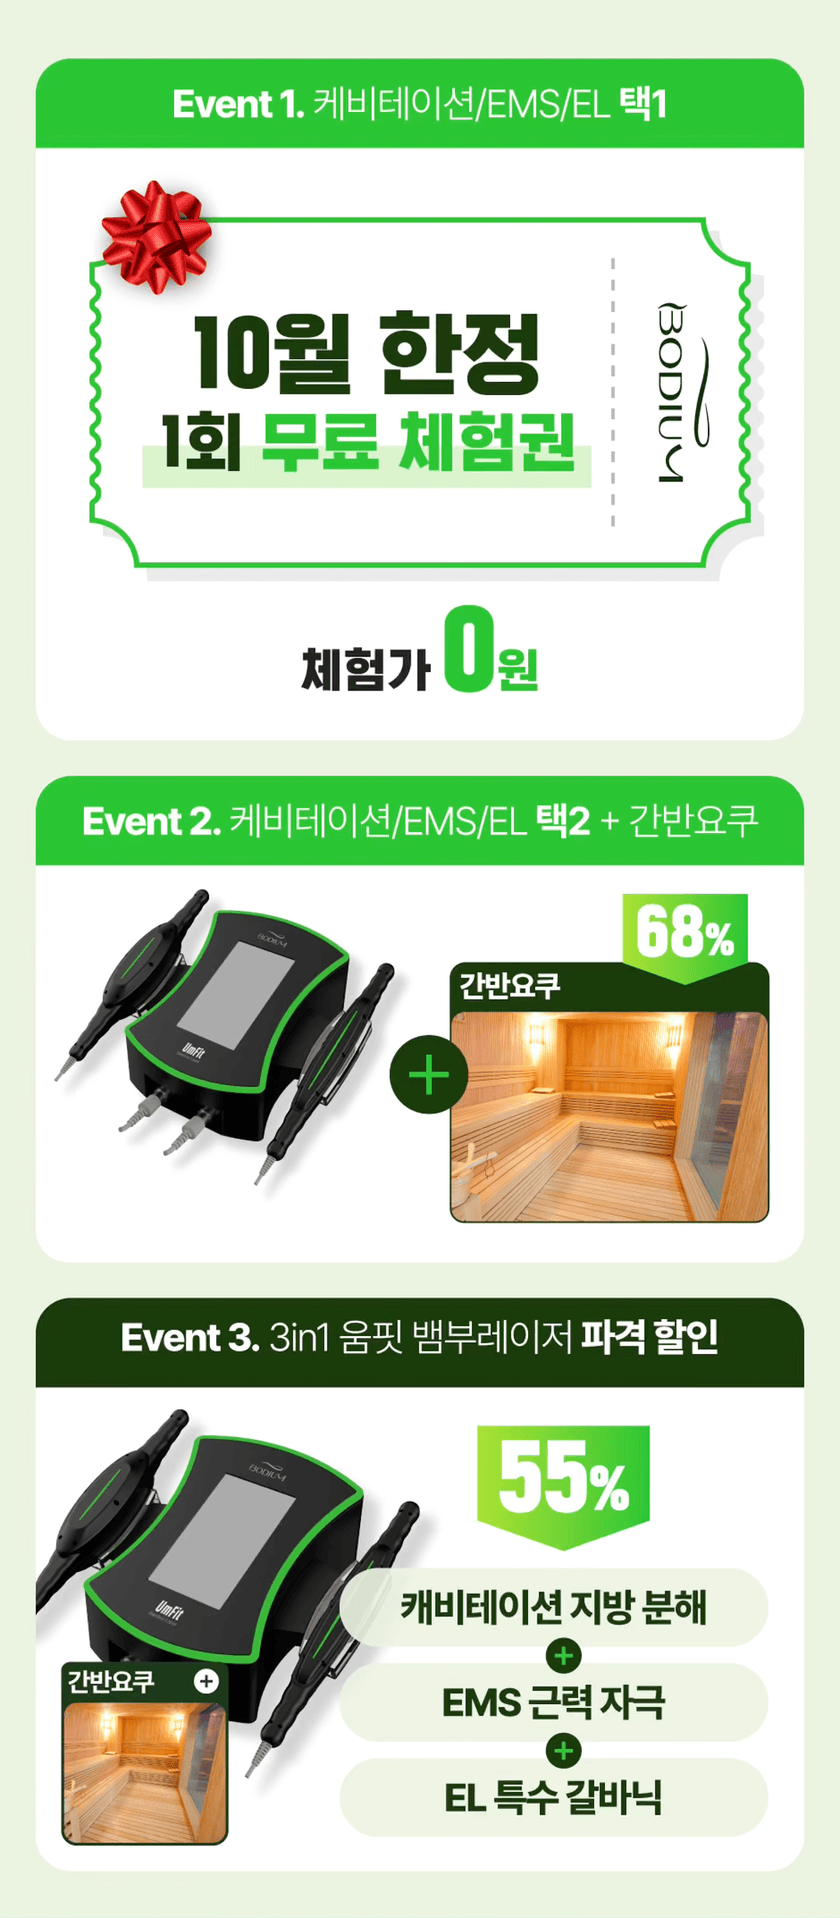 Event 1. 케비테이션/EMS/EL 택1
10월 한정
1회 무료 체험권
BODIUM
체험가 0원
Event 2. 케비테이션/EMS/EL 택2 + 간반요쿠
BODIUM
UmFit
68%
간반요쿠
+
Event 3. 3in1 움핏 뱀부레이저 파격 할인
BODIUM
UmFit
55%
캐비테이션 지방 분해
+
EMS 근력 자극
+
EL 특수 갈바닉
간반요쿠 +